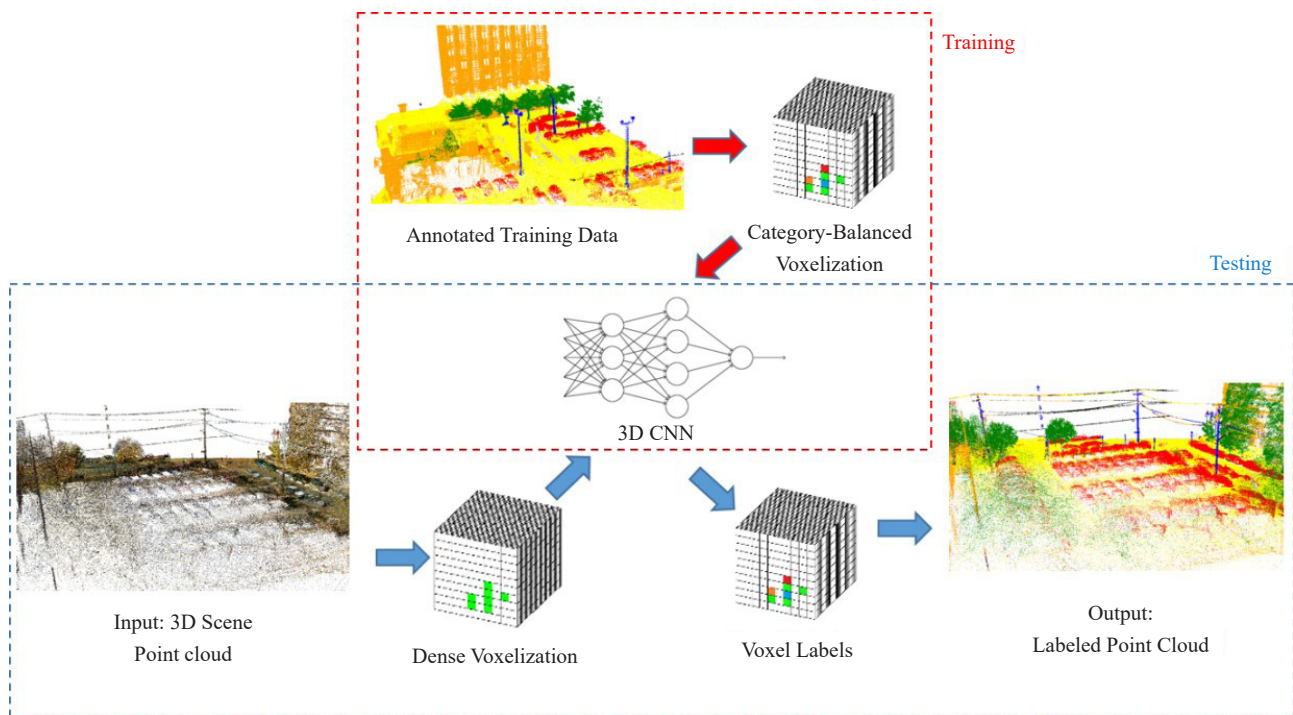 Training
Annotated Training Data
Category-Balanced
Voxelization
Testing
3D CNN
Input: 3D Scene
Point cloud
Dense Voxelization
Voxel Labels
Output:
Labeled Point Cloud